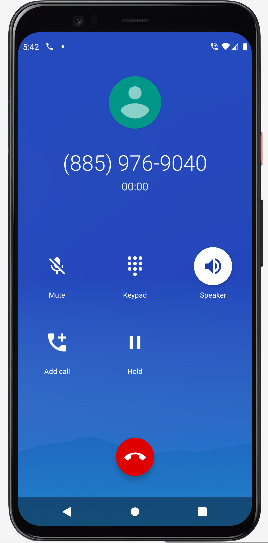 5:42
(885) 976-9040
00:00
Mute Keypad Speaker
Add call Hold